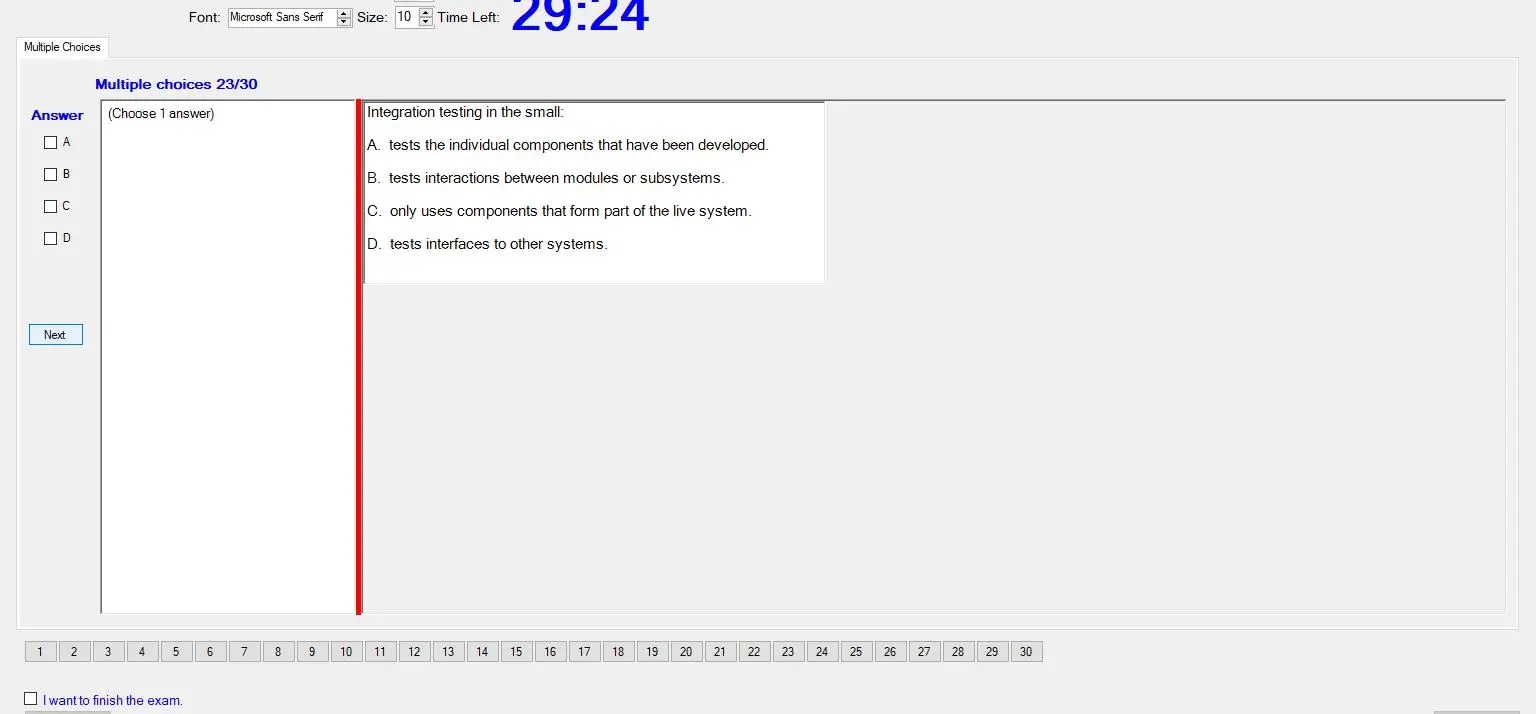 Font: Microsoft Sans Serif Size: 10 Time Left: 29:24
Multiple Choices
Multiple choices 23/30
Answer
A
B
C
D
Next
(Choose 1 answer)
Integration testing in the small:
A. tests the individual components that have been developed.
B. tests interactions between modules or subsystems.
C. only uses components that form part of the live system.
D. tests interfaces to other systems.
1 2 3 4 5 6 7 8 9 10 11 12 13 14 15 16 17 18 19 20 21 22 23 24 25 26 27 28 29 30
I want to finish the exam.